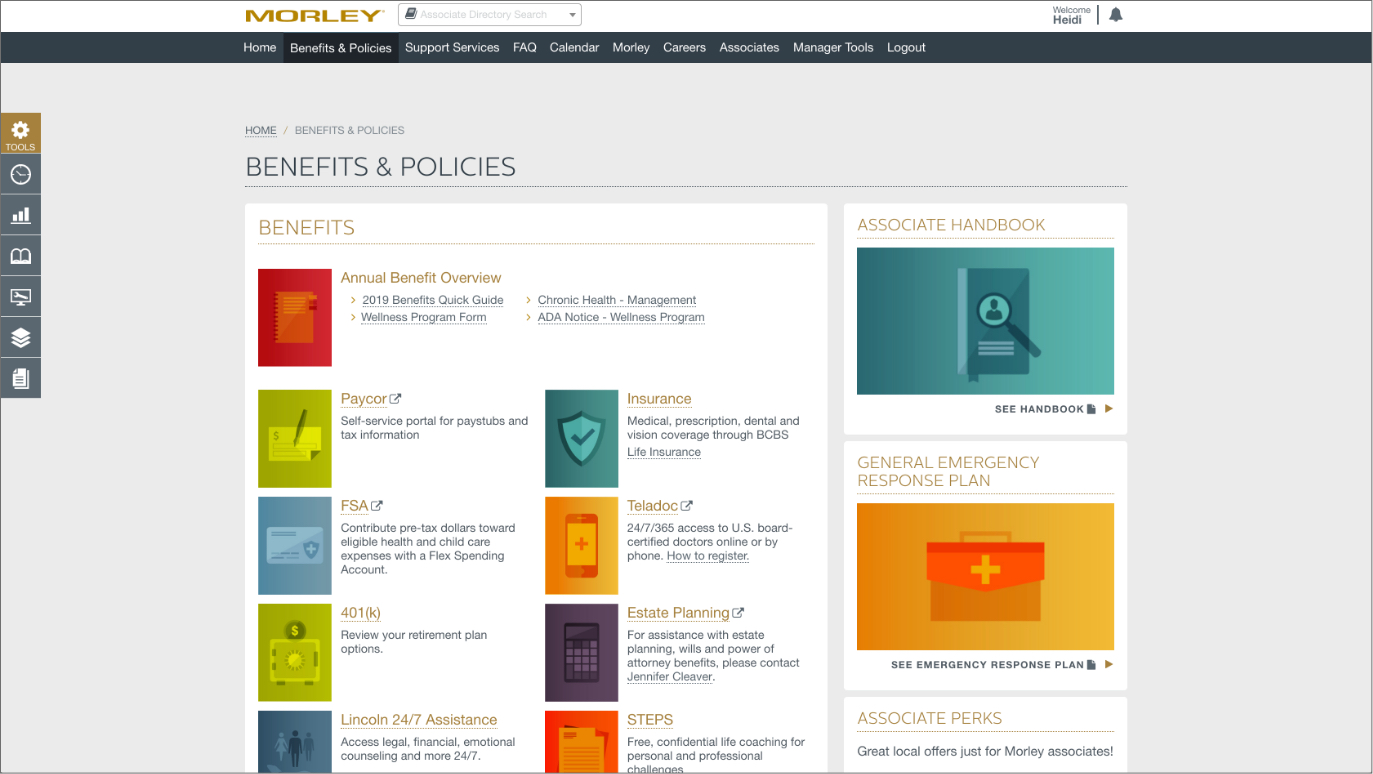 MORLEY
Associate Directory Search
Welcome
Heidi
Home Benefits & Policies Support Services FAQ Calendar Morley Careers Associates Manager Tools Logout
TOOLS
HOME / BENEFITS & POLICIES
BENEFITS & POLICIES
BENEFITS
Annual Benefit Overview
> 2019 Benefits Quick Guide
> Wellness Program Form
> Chronic Health - Management
> ADA Notice - Wellness Program
Paycor
Self-service portal for paystubs and
tax information
Insurance
Medical, prescription, dental and
vision coverage through BCBS
Life Insurance
FSA
Contribute pre-tax dollars toward
eligible health and child care
expenses with a Flex Spending
Account.
Teladoc
24/7/365 access to U.S. board-
certified doctors online or by
phone. How to register.
401(k)
Review your retirement plan
options.
Estate Planning
For assistance with estate
planning, wills and power of
attorney benefits, please contact
Jennifer Cleaver.
Lincoln 24/7 Assistance
Access legal, financial, emotional
counseling and more 24/7.
STEPS
Free, confidential life coaching for
personal and professional
challenges
ASSOCIATE HANDBOOK
SEE HANDBOOK
GENERAL EMERGENCY
RESPONSE PLAN
SEE EMERGENCY RESPONSE PLAN
ASSOCIATE PERKS
Great local offers just for Morley associates!